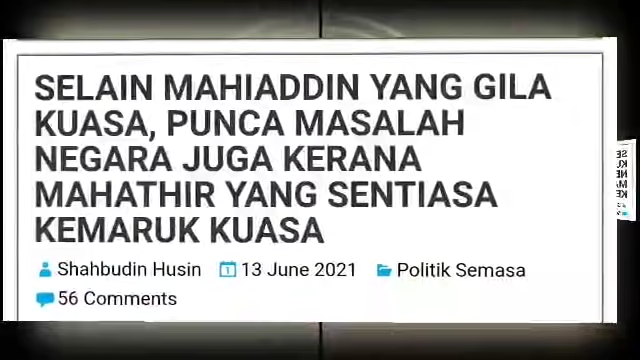 SELAIN MAHIADDIN YANG GILA
KUASA, PUNCA MASALAH
NEGARA JUGA KERANA
MAHATHIR YANG SENTIASA
KEMARUK KUASA
Shahbudin Husin 13 June 2021 Politik Semasa
56 Comments